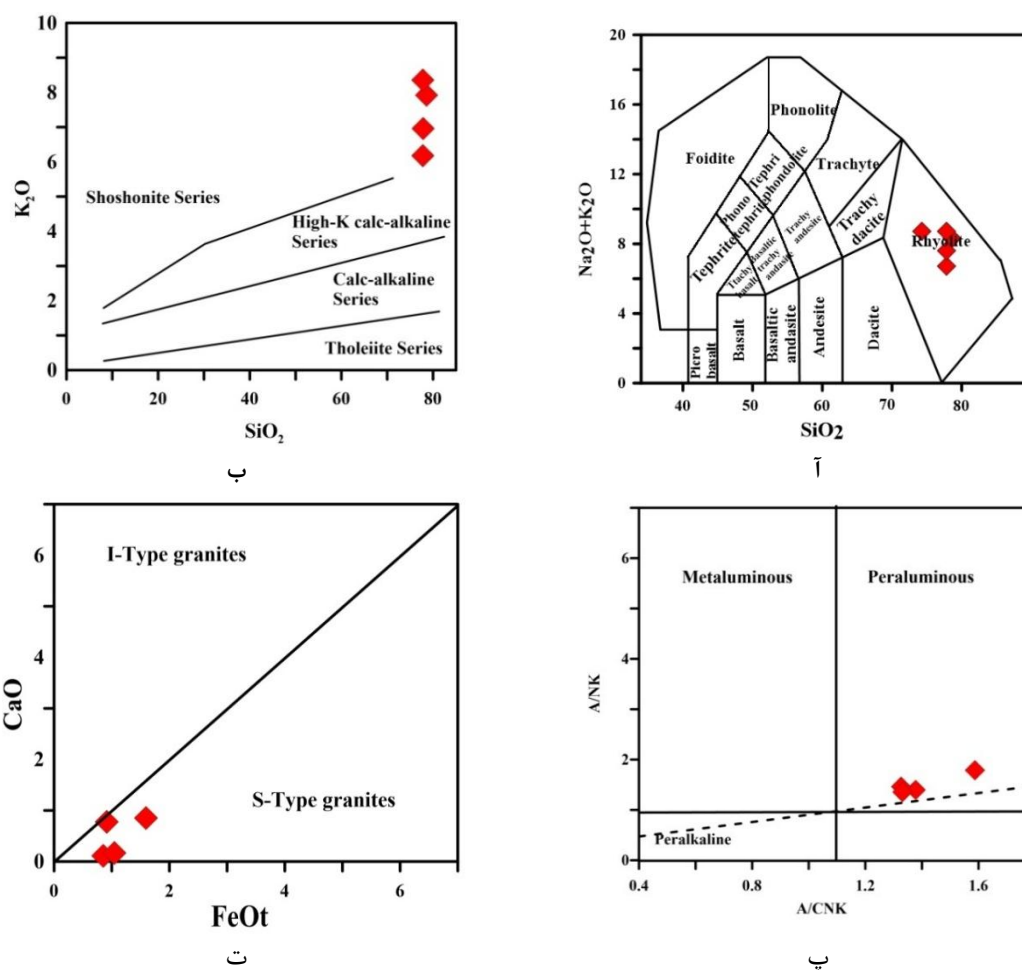 10
8
6
4
2
0
K₂O
Shoshonite Series
High-K calc-alkaline
Series
Calc-alkaline
Series
Tholeiite Series
0 20 40 60 80
SiO₂
ب
20
16
12
8
4
0
Na2O+K2O
Phonolite
Foidite
Tephri
phondolite
Trachyte
Phono
tephrite
Trachy
dacite
Trachy
andesite
Rhyolite
Tephrite
Basaltic
trachy
andasite
Ttachy
basalt
Picro
basalt
Basalt
Basaltic
andasite
Andesite
Dacite
40 50 60 70 80
SiO2
آ
6
4
2
0
CaO
I-Type granites
S-Type granites
0 2 4 6
FeOt
ت
6
4
2
0
A/NK
Metaluminous
Peraluminous
Peralkaline
0.4 0.8 1.2 1.6
A/CNK
پ